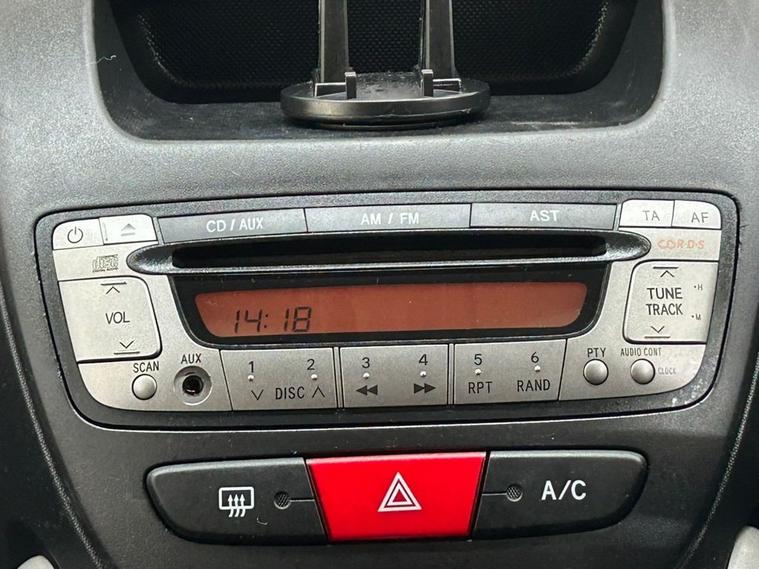 CD / AUX AM / FM AST TA AF
C·O·R·D·S
VOL
14:18
TUNE
TRACK
·H
·M
SCAN AUX 1 2 3 4 5 6 PTY AUDIO CONT
DISC RPT RAND CLOCK
A/C